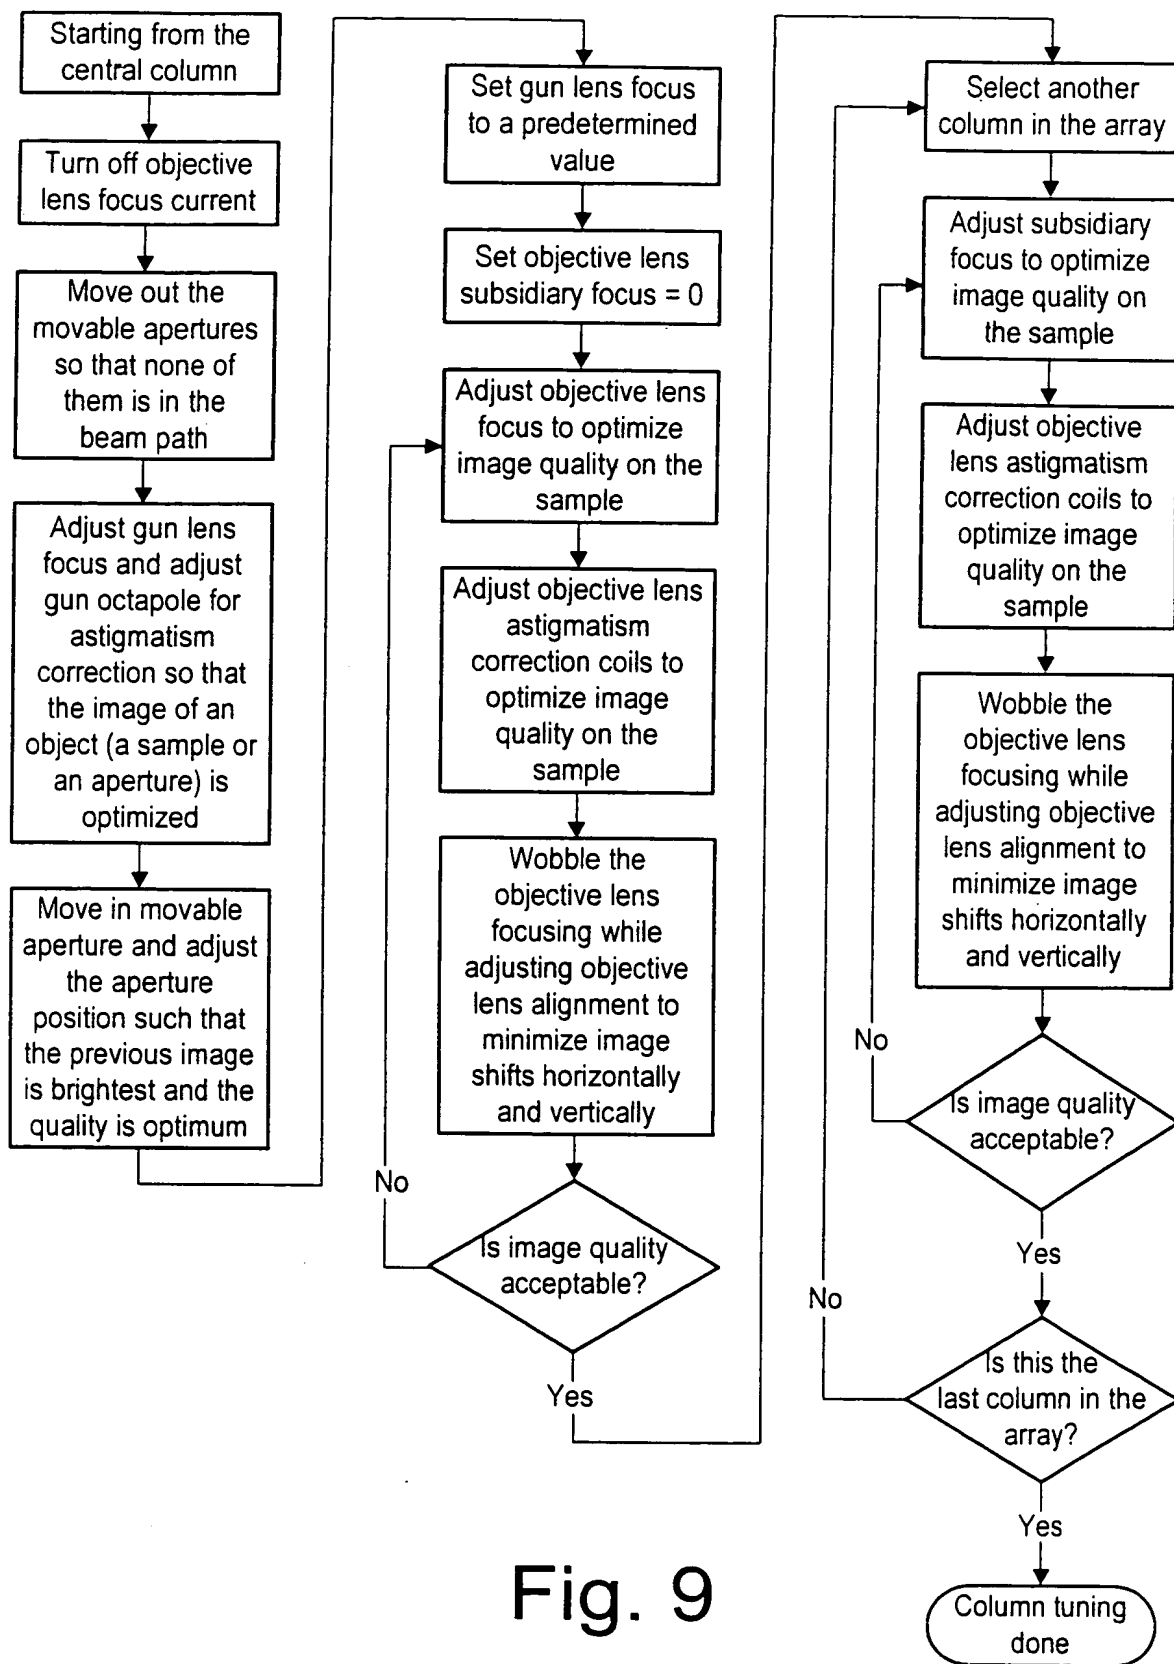 Starting from the
central column
Turn off objective
lens focus current
Move out the
movable apertures
so that none of
them is in the
beam path
Adjust gun lens
focus and adjust
gun octapole for
astigmatism
correction so that
the image of an
object (a sample or
an aperture) is
optimized
Move in movable
aperture and adjust
the aperture
position such that
the previous image
is brightest and the
quality is optimum
Set gun lens focus
to a predetermined
value
Set objective lens
subsidiary focus = 0
Adjust objective lens
focus to optimize
image quality on the
sample
Adjust objective lens
astigmatism
correction coils to
optimize image
quality on the
sample
Wobble the
objective lens
focusing while
adjusting objective
lens alignment to
minimize image
shifts horizontally
and vertically
No
Is image quality
acceptable?
Yes
Select another
column in the array
Adjust subsidiary
focus to optimize
image quality on
the sample
Adjust objective
lens astigmatism
correction coils to
optimize image
quality on the
sample
Wobble the
objective lens
focusing while
adjusting objective
lens alignment to
minimize image
shifts horizontally
and vertically
No
Is image quality
acceptable?
Yes
No
Is this the
last column in the
array?
Yes
Column tuning
done
Fig. 9